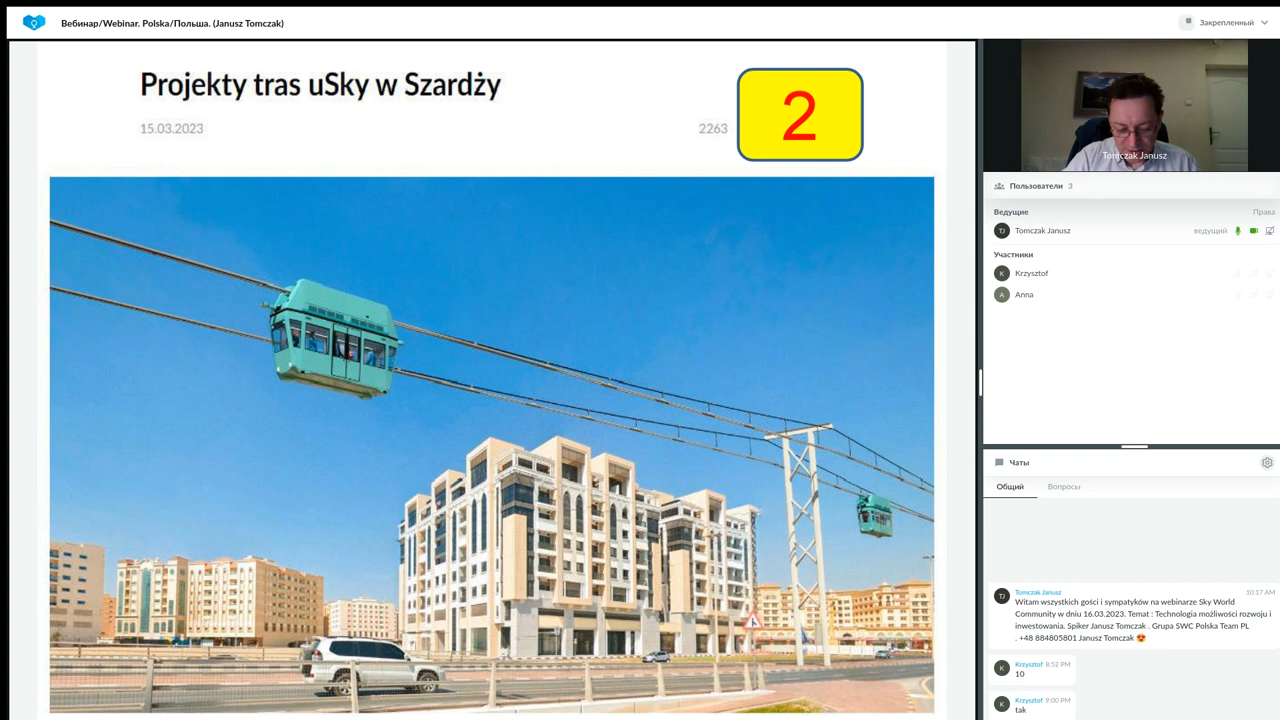 Вебинар/Webinar. Polska/Польша. (Janusz Tomczak)
Закрепленный
Projekty tras uSky w Szardży
15.03.2023
2263
2
Tomczak Janusz
Пользователи 3
Ведущие
Права
TJ Tomczak Janusz ведущий
Участники
K Krzysztof
A Anna
Чаты
Общий
Вопросы
TJ Tomczak Janusz 10:17 AM
Witam wszystkich gości i sympatyków na webinarze Sky World
Community w dniu 16.03.2023. Temat : Technologia możliwości rozwoju i
inwestowania. Spiker Janusz Tomczak . Grupa SWC Polska Team PL
. +48 884805801 Janusz Tomczak 😍
K Krzysztof 8:52 PM
10
K Krzysztof 9:00 PM
tak